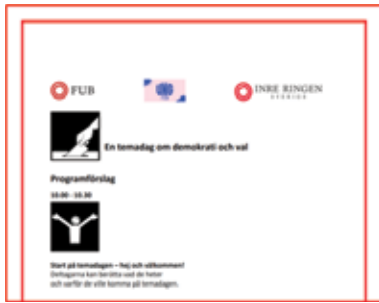 FUB
INRE RINGEN
SVERIGE
En temadag om demokrati och val
Programförslag
10.00 - 10.30
Start på temadagen – hej och välkommen!
Deltagarna kan berätta vad de heter
och varför de ville komma på temadagen.